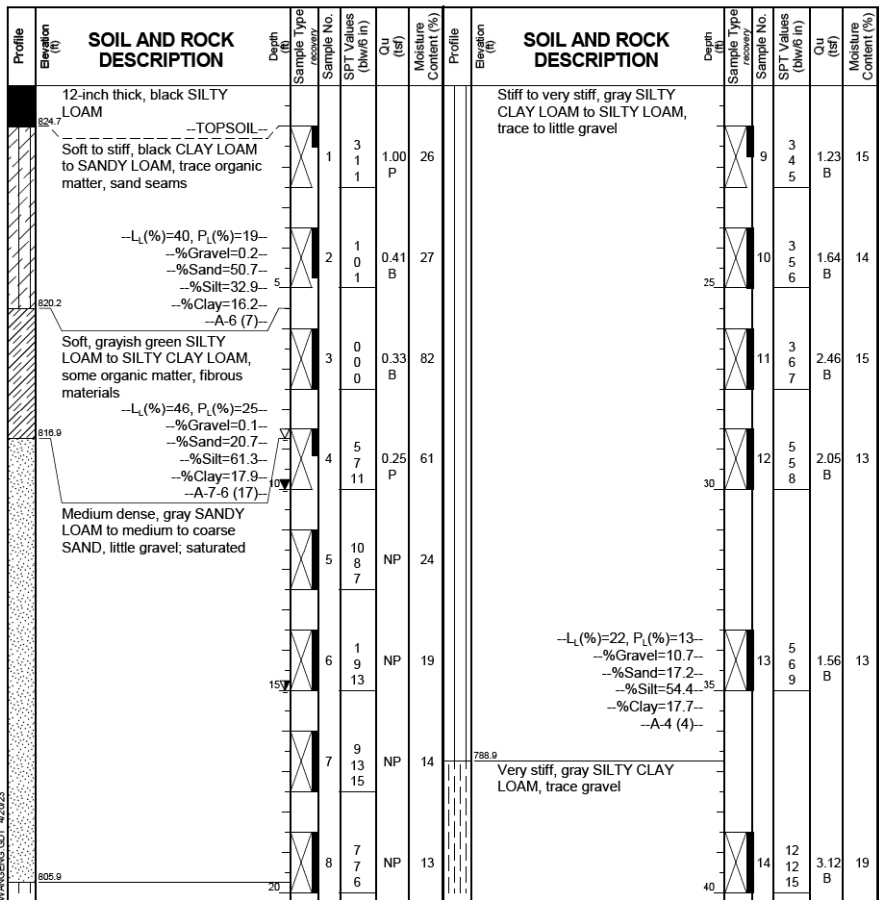 Profile
Elevation (ft)
SOIL AND ROCK DESCRIPTION
Depth (ft)
Sample Type
recovery
Sample No.
SPT Values (blw/6 in)
Qu (tsf)
Moisture Content (%)
Profile
Elevation (ft)
SOIL AND ROCK DESCRIPTION
Depth (ft)
Sample Type
recovery
Sample No.
SPT Values (blw/6 in)
Qu (tsf)
Moisture Content (%)
12-inch thick, black SILTY
LOAM
824.7
--TOPSOIL--
Soft to stiff, black CLAY LOAM
to SANDY LOAM, trace organic
matter, sand seams
1
3
1
1
1.00
P
26
--LL(%)=40, PL(%)=19--
--%Gravel=0.2--
--%Sand=50.7--
--%Silt=32.9--
5
--%Clay=16.2--
--A-6 (7)--
2
1
0
1
0.41
B
27
820.2
Soft, grayish green SILTY
LOAM to SILTY CLAY LOAM,
some organic matter, fibrous
materials
3
0
0
0
0.33
B
82
--LL(%)=46, PL(%)=25--
--%Gravel=0.1--
816.9
--%Sand=20.7--
--%Silt=61.3--
--%Clay=17.9--
10
--A-7-6 (17)--
4
5
7
11
0.25
P
61
Medium dense, gray SANDY
LOAM to medium to coarse
SAND, little gravel; saturated
5
10
8
7
NP
24
6
1
9
13
NP
19
15
7
9
13
15
NP
14
8
7
7
6
NP
13
805.9
20
WANGENG.GDT 4/20/23
Stiff to very stiff, gray SILTY
CLAY LOAM to SILTY LOAM,
trace to little gravel
9
3
4
5
1.23
B
15
10
3
5
6
1.64
B
14
25
11
3
6
7
2.46
B
15
12
5
5
8
2.05
B
13
30
--LL(%)=22, PL(%)=13--
--%Gravel=10.7--
--%Sand=17.2--
--%Silt=54.4--
35
--%Clay=17.7--
--A-4 (4)--
13
5
6
9
1.56
B
13
788.9
Very stiff, gray SILTY CLAY
LOAM, trace gravel
14
12
12
15
3.12
B
19
40